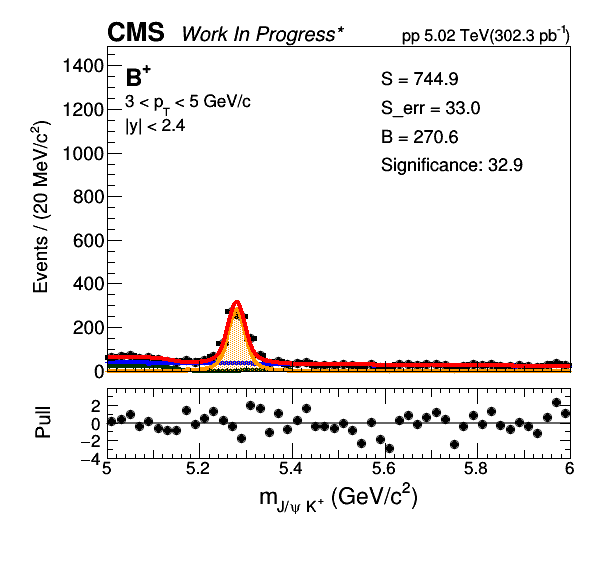 CMS Work In Progress* pp 5.02 TeV(302.3 pb⁻¹)
1400
1200
1000
800
600
400
200
0
Events / (20 MeV/c²)
B⁺
3 < p_T < 5 GeV/c
|y| < 2.4
S = 744.9
S_err = 33.0
B = 270.6
Significance: 32.9
2
0
−2
−4
Pull
5 5.2 5.4 5.6 5.8 6
m_J/ψ K⁺ (GeV/c²)